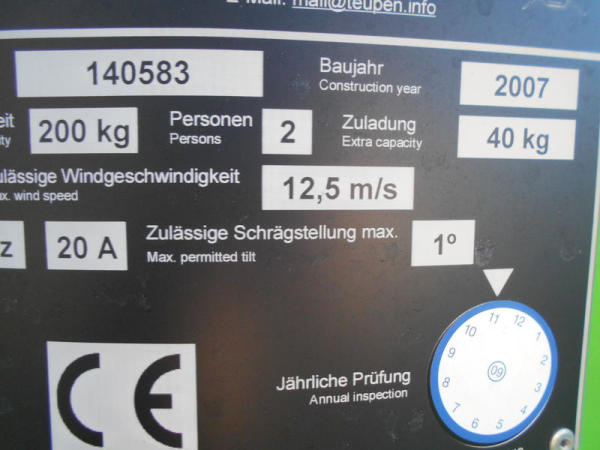 E-Mail: mail@teupen.info
140583 Baujahr 2007
Construction year
200 kg Personen 2 Zuladung 40 kg
Persons Extra capacity
Windgeschwindigkeit 12,5 m/s
wind speed
20 A Zulässige Schrägstellung max. 1°
Max. permitted tilt
CE
Jährliche Prüfung
Annual inspection
11 12 1 2 3 4 5 6 7 8 9 10
09